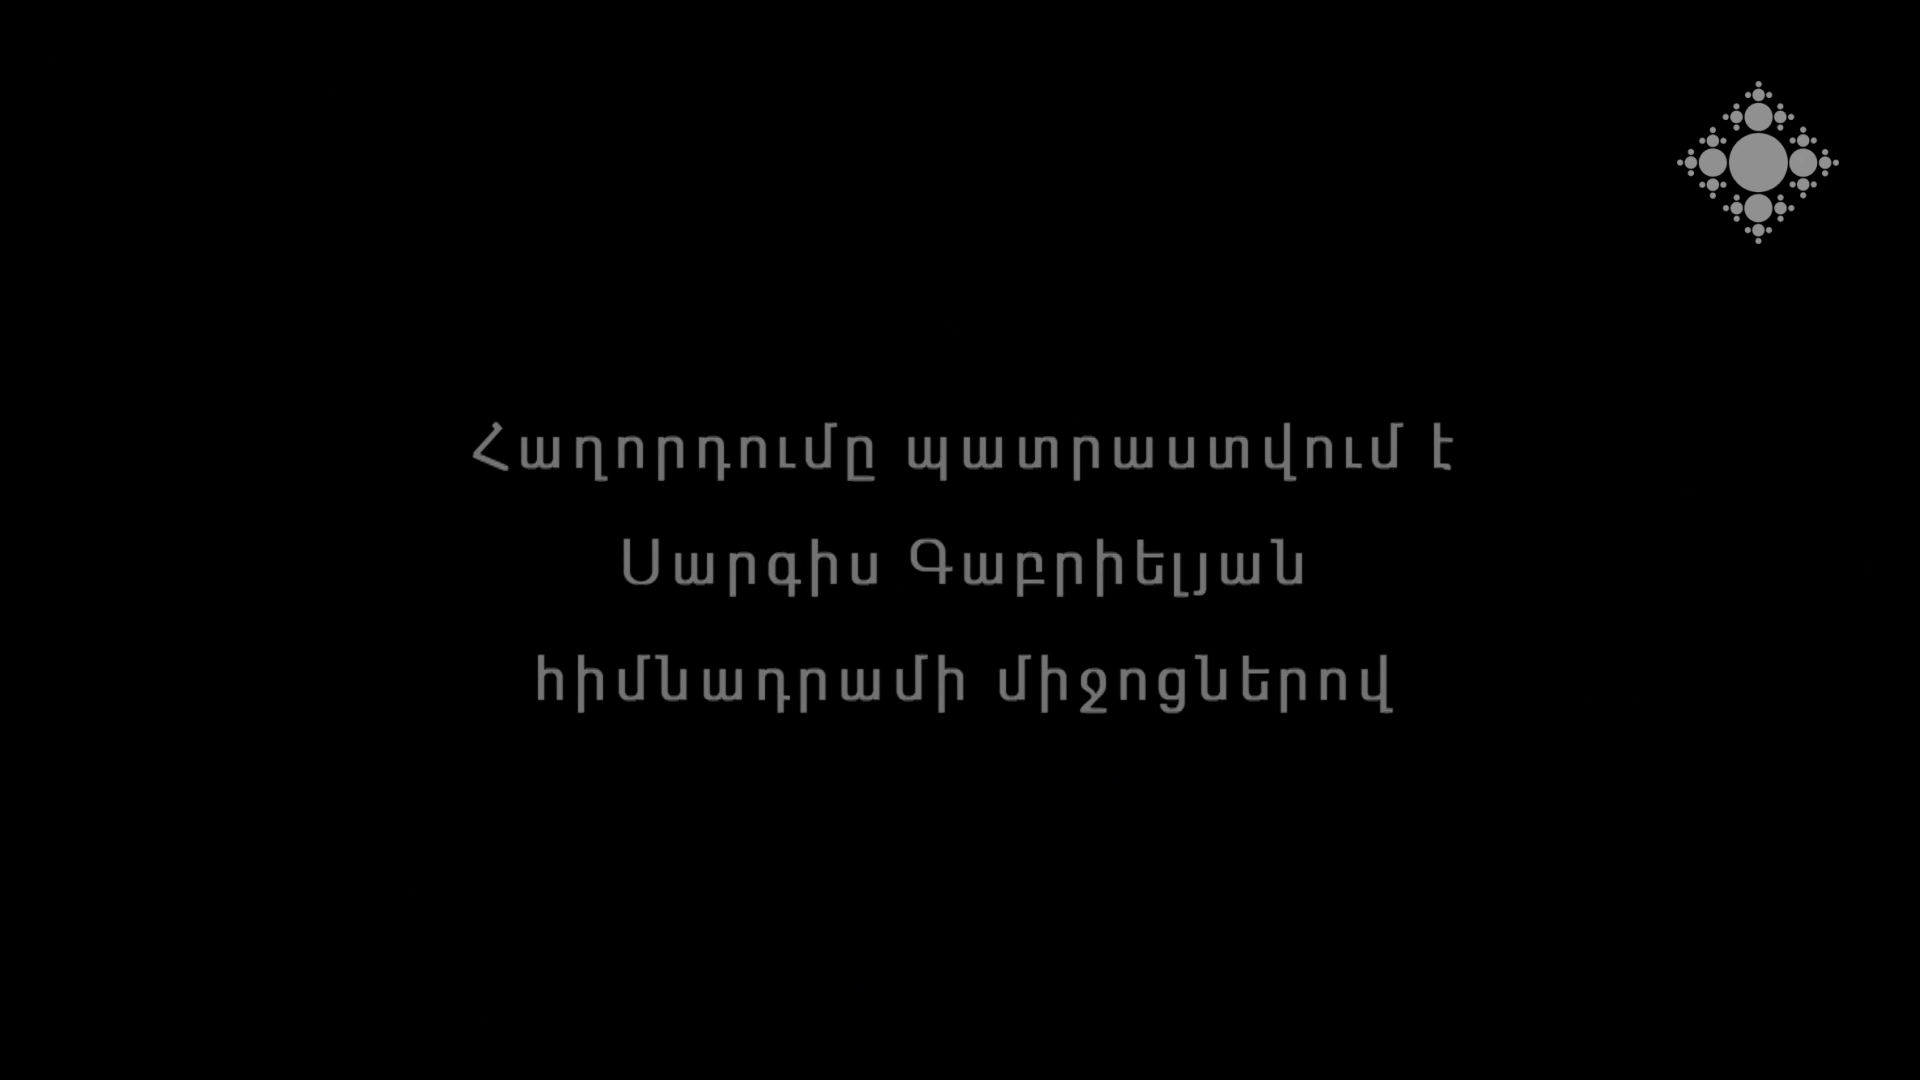 Հաղորդումը պատրաստվում է
Սարգիս Գաբրիելյան
հիմնադրամի միջոցներով